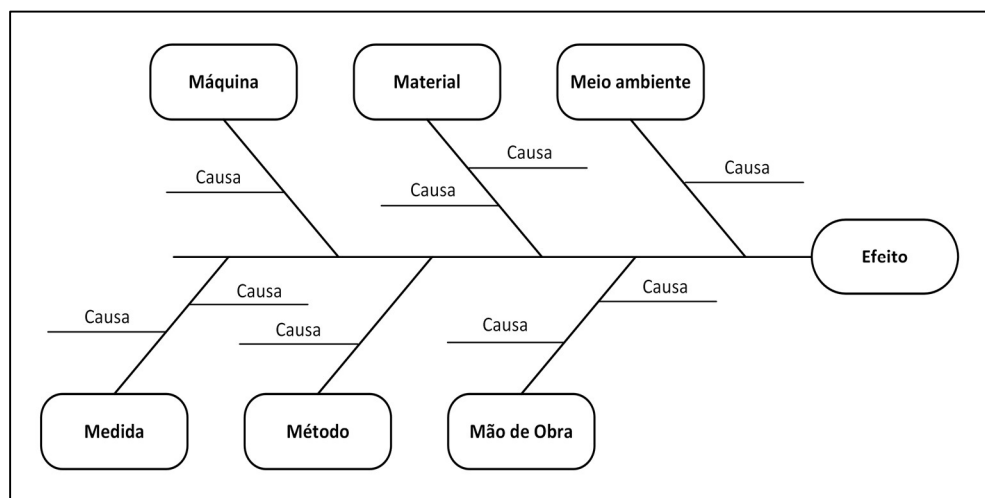 Máquina
Material
Meio ambiente
Causa
Causa
Causa
Causa
Efeito
Causa
Causa
Causa
Causa
Causa
Medida
Método
Mão de Obra